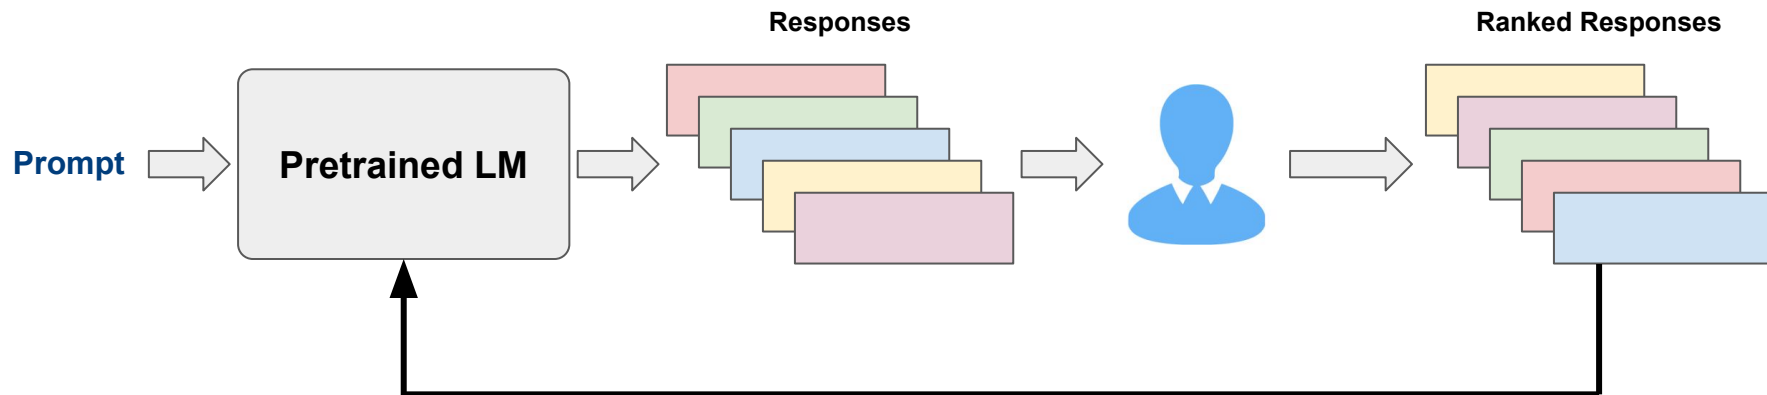 Responses
Ranked Responses
Prompt
Pretrained LM